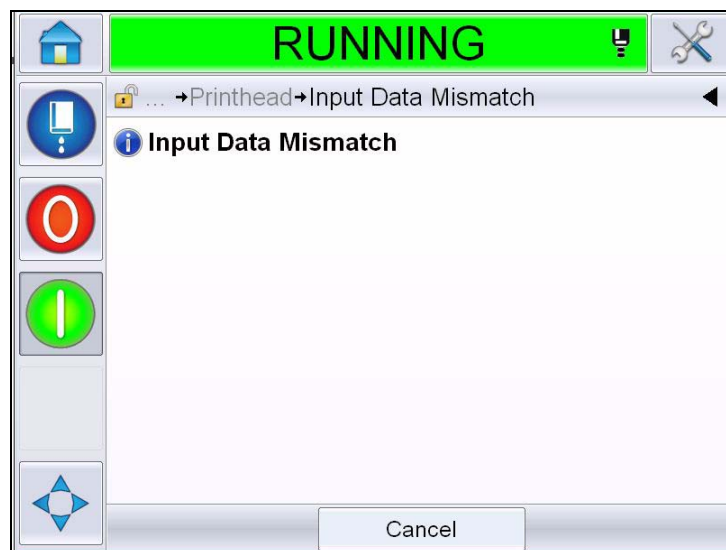 RUNNING
... →Printhead→Input Data Mismatch
Input Data Mismatch
Cancel